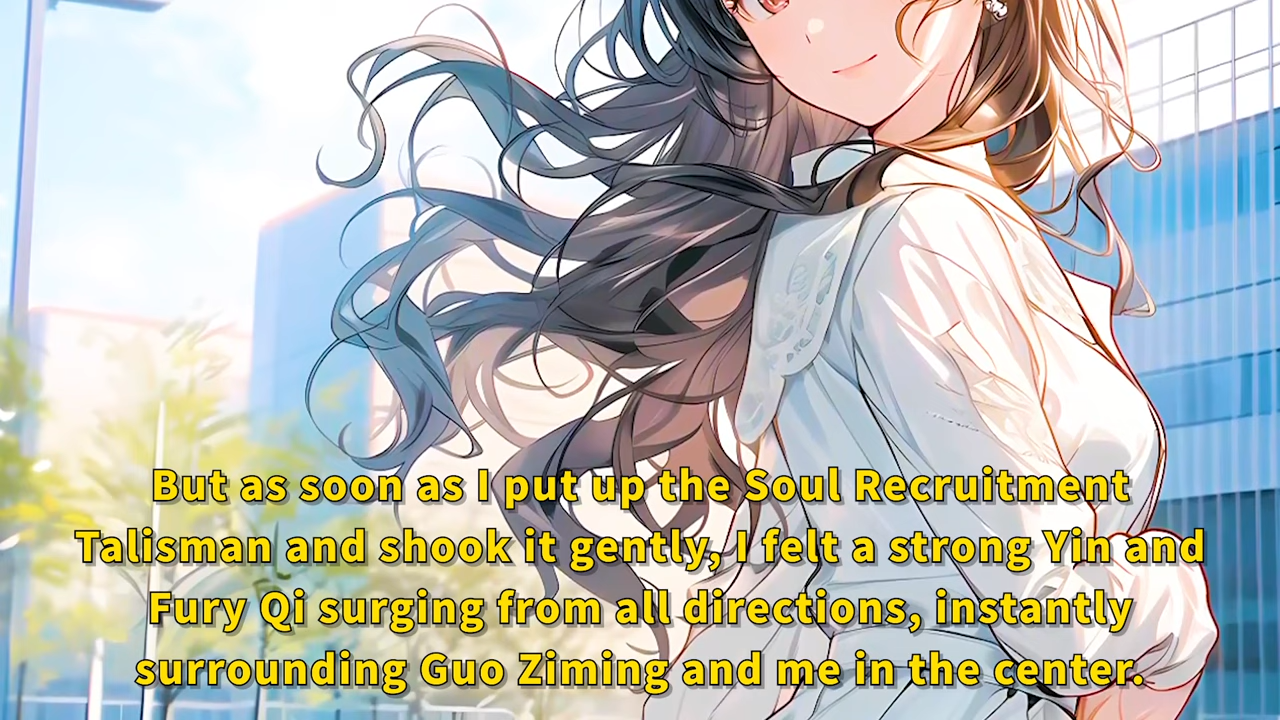 But as soon as I put up the Soul Recruitment
Talisman and shook it gently, I felt a strong Yin and
Fury Qi surging from all directions, instantly
surrounding Guo Ziming and me in the center.